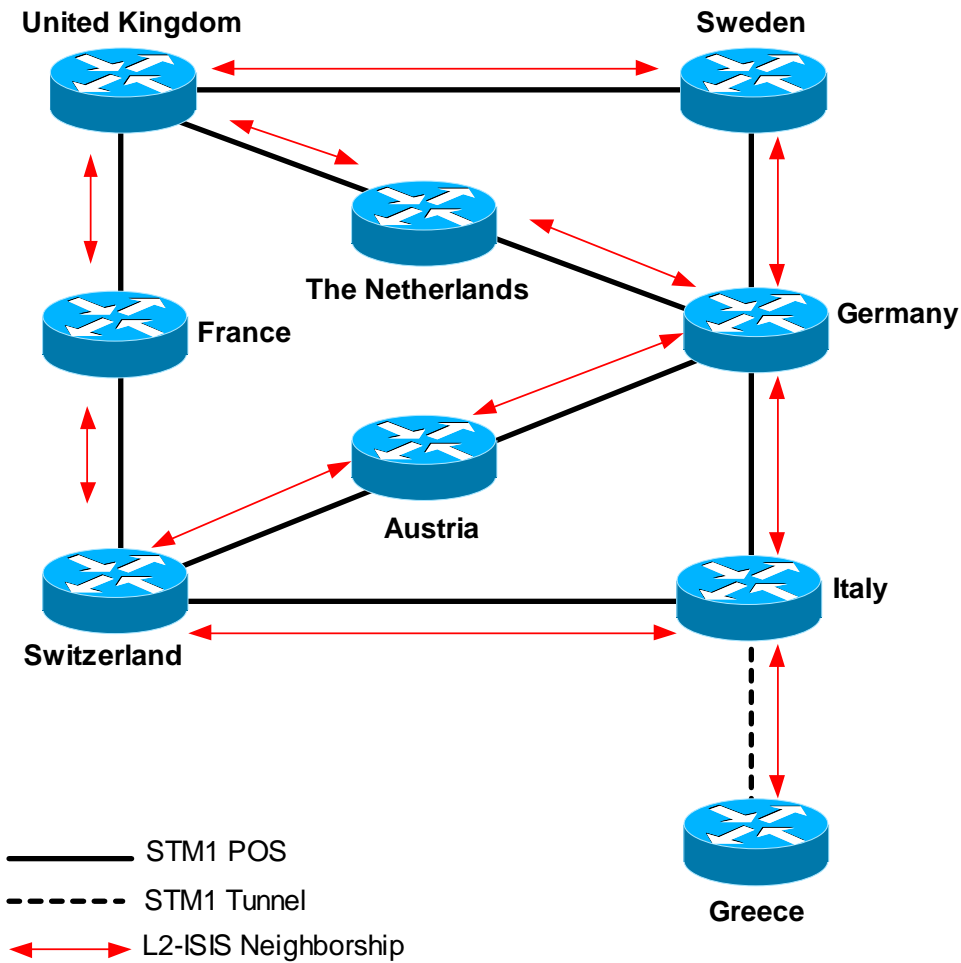 United Kingdom
Sweden
The Netherlands
France
Germany
Austria
Italy
Switzerland
Greece
STM1 POS
STM1 Tunnel
L2-ISIS Neighborship